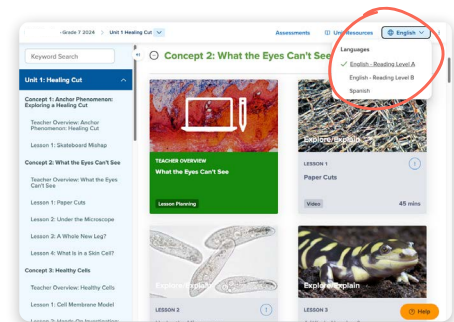 - Grade 7 2024 > Unit 1 Healing Cut
Assessments
Unit Resources
English
Keyword Search
Concept 2: What the Eyes Can't See
Languages
English - Reading Level A
English - Reading Level B
Spanish
Unit 1: Healing Cut
Concept 1: Anchor Phenomenon:
Exploring a Healing Cut
Teacher Overview: Anchor
Phenomenon: Healing Cut
Lesson 1: Skateboard Mishap
Concept 2: What the Eyes Can't See
Teacher Overview: What the Eyes
Can't See
Lesson 1: Paper Cuts
Lesson 2: Under the Microscope
Lesson 3: A Whole New Leg?
Lesson 4: What is in a Skin Cell?
Concept 3: Healthy Cells
Teacher Overview: Healthy Cells
Lesson 1: Cell Membrane Model
TEACHER OVERVIEW
What the Eyes Can't See
Lesson Planning
Explore/Explain
LESSON 1
Paper Cuts
Video
45 mins
Explore/Explain
LESSON 2
Explore/Explain
LESSON 3
Help